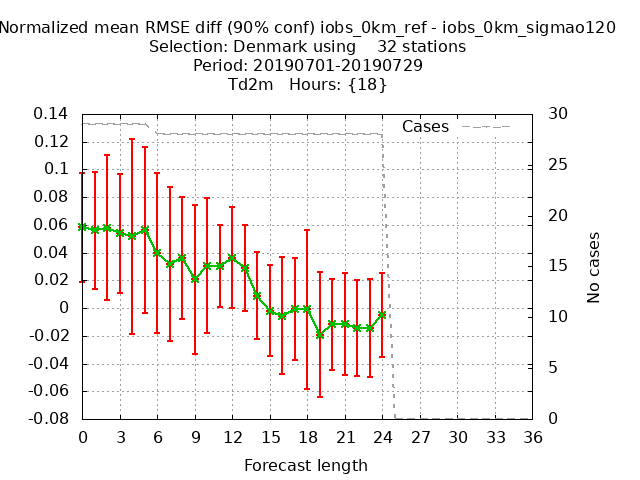 Normalized mean RMSE diff (90% conf) iobs_0km_ref - iobs_0km_sigmao120
Selection: Denmark using    32 stations
Period: 20190701-20190729
Td2m   Hours: {18}
Cases
0.14
0.12
0.1
0.08
0.06
0.04
0.02
0
-0.02
-0.04
-0.06
-0.08
30
25
20
15
10
5
0
No cases
0 3 6 9 12 15 18 21 24 27 30 33 36
Forecast length